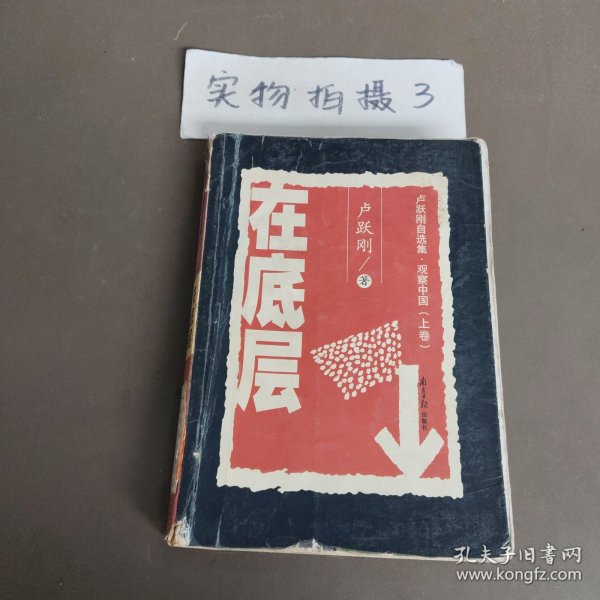 实物拍摄3
在底层
卢跃刚/著
卢跃刚自选集·观察中国(上卷)
南方日报出版社
孔夫子旧书网
www.kongfz.com